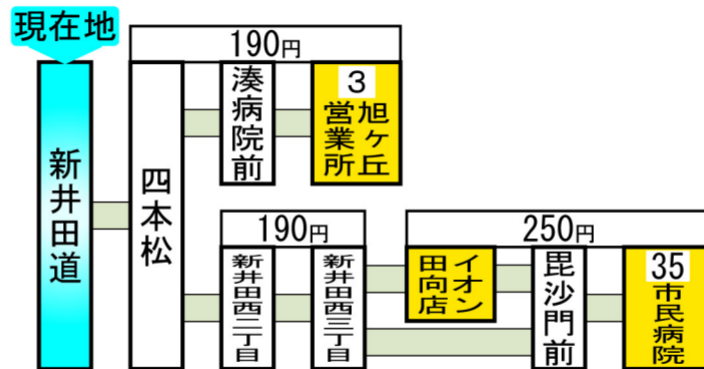 現在地
新井田道
190円
四本松
湊病院前
3
旭ヶ丘
営業所
190円
新井田西二丁目
新井田西三丁目
250円
イオン
田向店
毘沙門前
35
市民病院